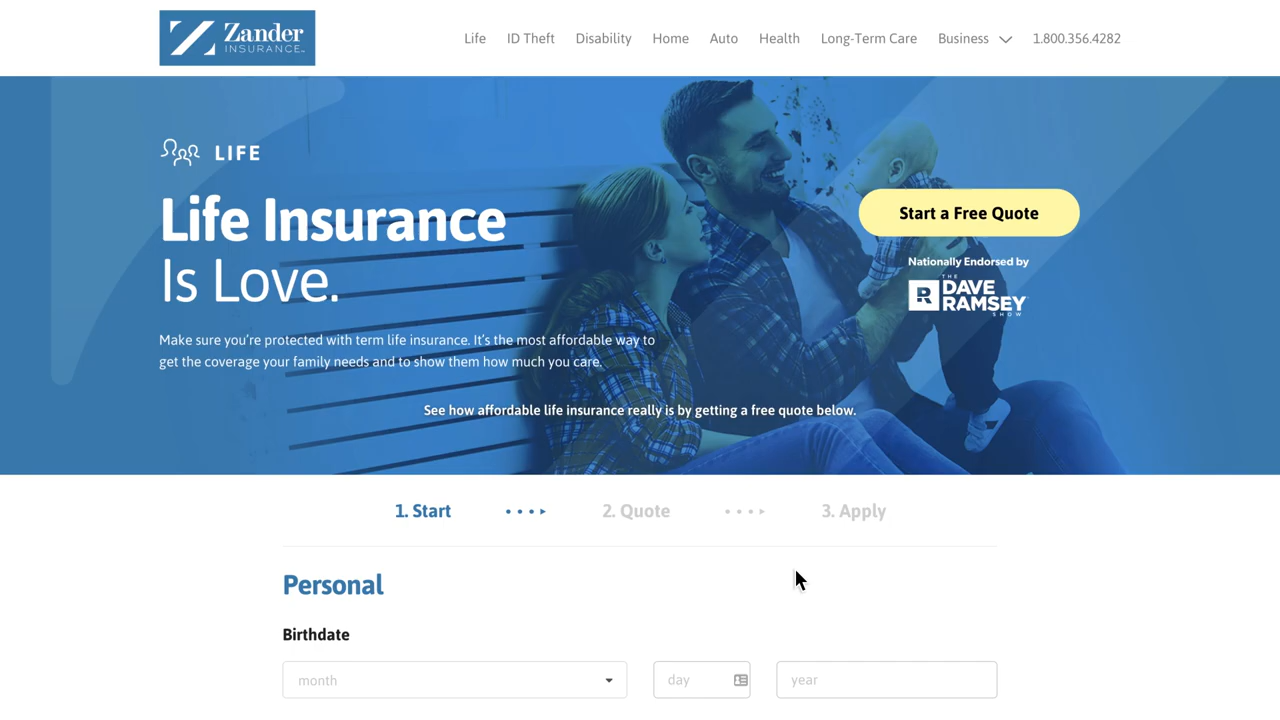 Zander
INSURANCE
Life
ID Theft
Disability
Home
Auto
Health
Long-Term Care
Business
1.800.356.4282
LIFE
Life Insurance
Is Love.
Make sure you're protected with term life insurance. It's the most affordable way to
get the coverage your family needs and to show them how much you care.
Start a Free Quote
Nationally Endorsed by
THE
R DAVE
RAMSEY
SHOW
See how affordable life insurance really is by getting a free quote below.
1. Start
2. Quote
3. Apply
Personal
Birthdate
month
day
year